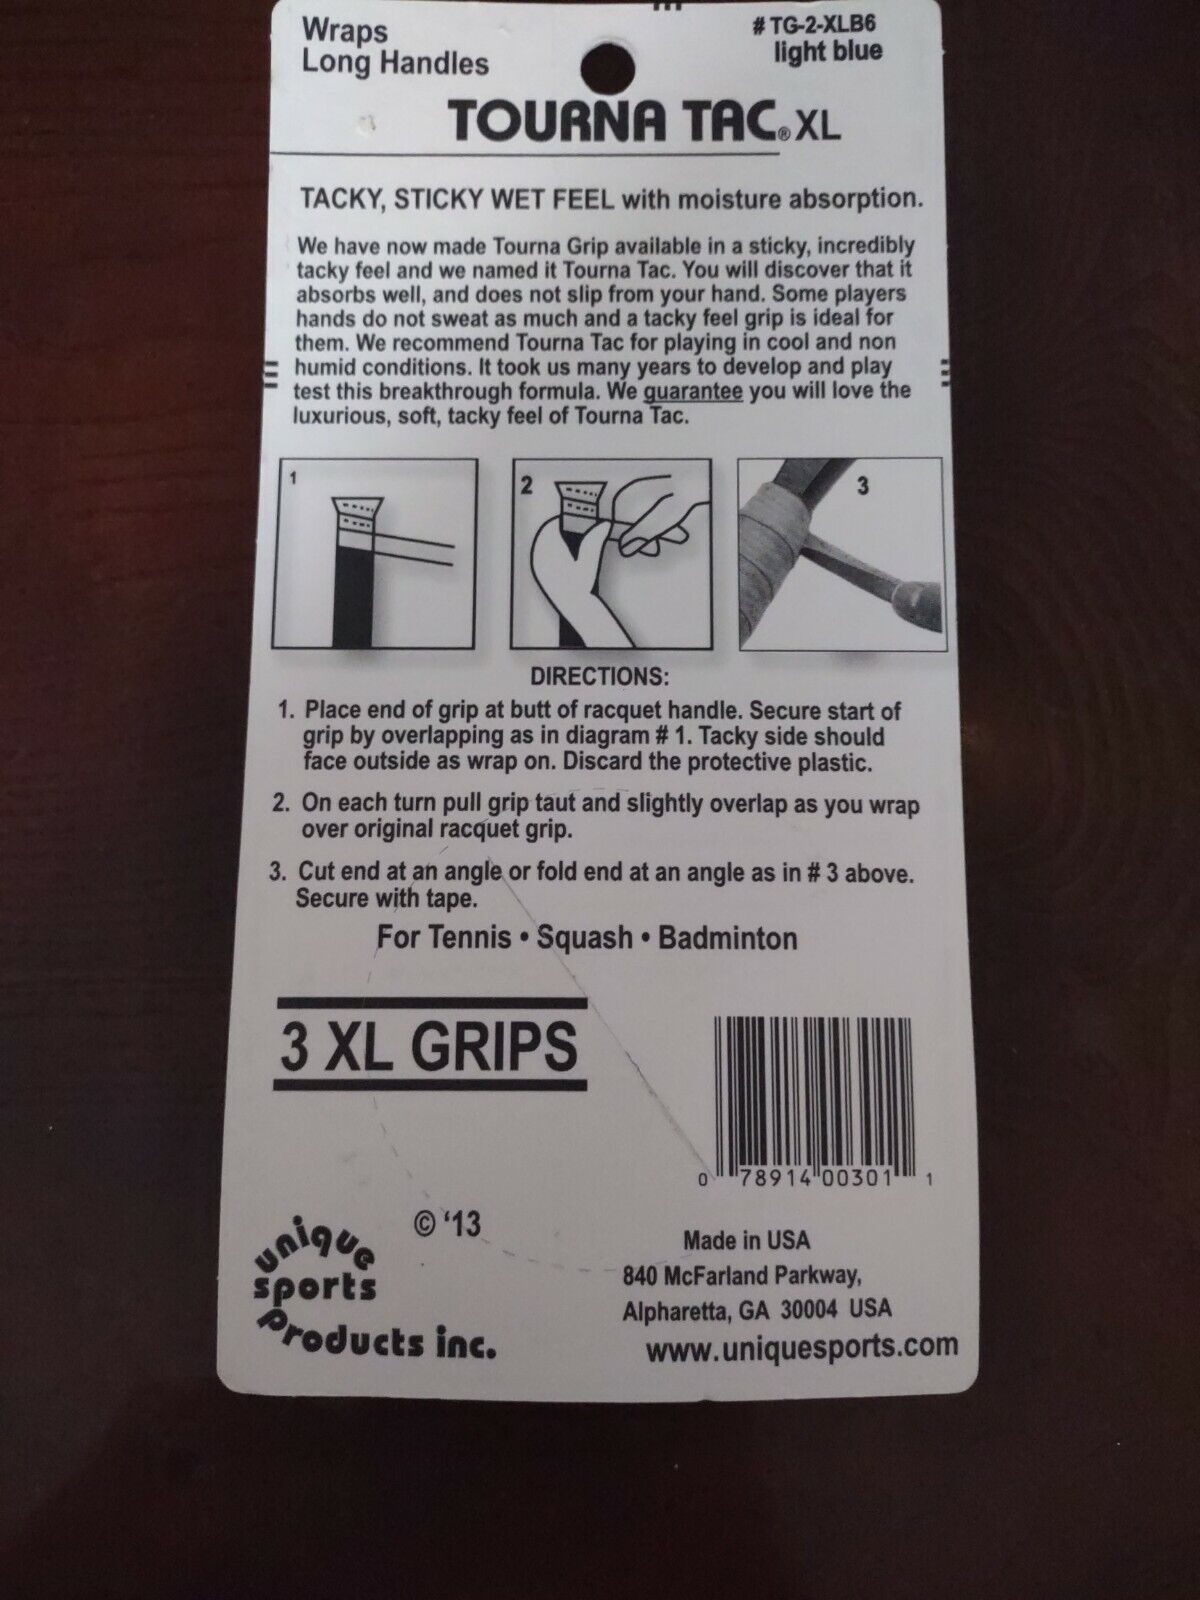 Wraps
Long Handles
# TG-2-XLB6
light blue
TOURNA TAC® XL
TACKY, STICKY WET FEEL with moisture absorption.
We have now made Tourna Grip available in a sticky, incredibly
tacky feel and we named it Tourna Tac. You will discover that it
absorbs well, and does not slip from your hand. Some players
hands do not sweat as much and a tacky feel grip is ideal for
them. We recommend Tourna Tac for playing in cool and non
humid conditions. It took us many years to develop and play
test this breakthrough formula. We guarantee you will love the
luxurious, soft, tacky feel of Tourna Tac.
1
2
3
DIRECTIONS:
1. Place end of grip at butt of racquet handle. Secure start of
grip by overlapping as in diagram # 1. Tacky side should
face outside as wrap on. Discard the protective plastic.
2. On each turn pull grip taut and slightly overlap as you wrap
over original racquet grip.
3. Cut end at an angle or fold end at an angle as in # 3 above.
Secure with tape.
For Tennis • Squash • Badminton
3 XL GRIPS
0 78914 00301 1
© '13
unique
sports
Products inc.
Made in USA
840 McFarland Parkway,
Alpharetta, GA 30004 USA
www.uniquesports.com